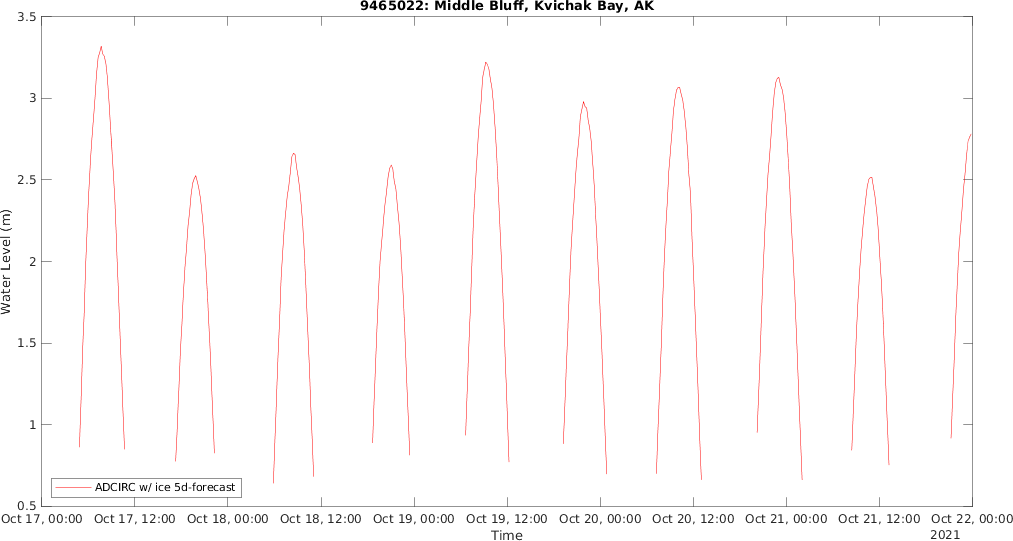 9465022: Middle Bluff, Kvichak Bay, AK
3.5
3
2.5
2
1.5
1
0.5
Water Level (m)
ADCIRC w/ ice 5d-forecast
Oct 17, 00:00 Oct 17, 12:00 Oct 18, 00:00 Oct 18, 12:00 Oct 19, 00:00 Oct 19, 12:00 Oct 20, 00:00 Oct 20, 12:00 Oct 21, 00:00 Oct 21, 12:00 Oct 22, 00:00
Time
2021